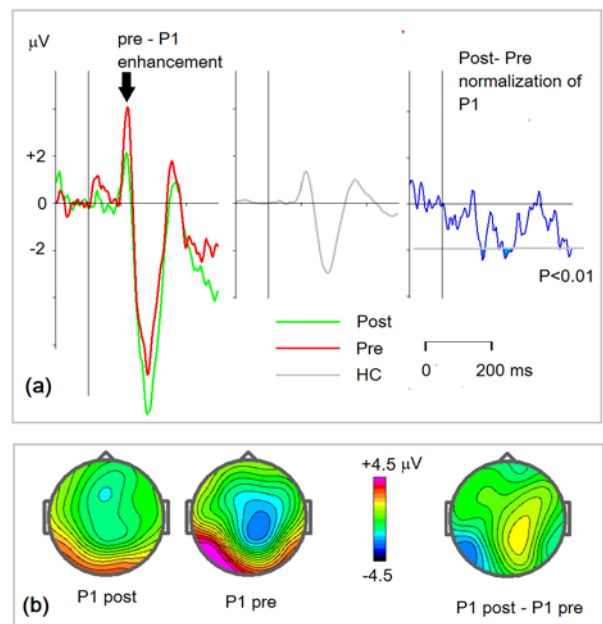 μV
pre - P1
enhancement
Post- Pre
normalization of
P1
+2
0
-2
P<0.01
Post
Pre
HC
0 200 ms
(a)
+4.5 μV
-4.5
P1 post
P1 pre
P1 post - P1 pre
(b)